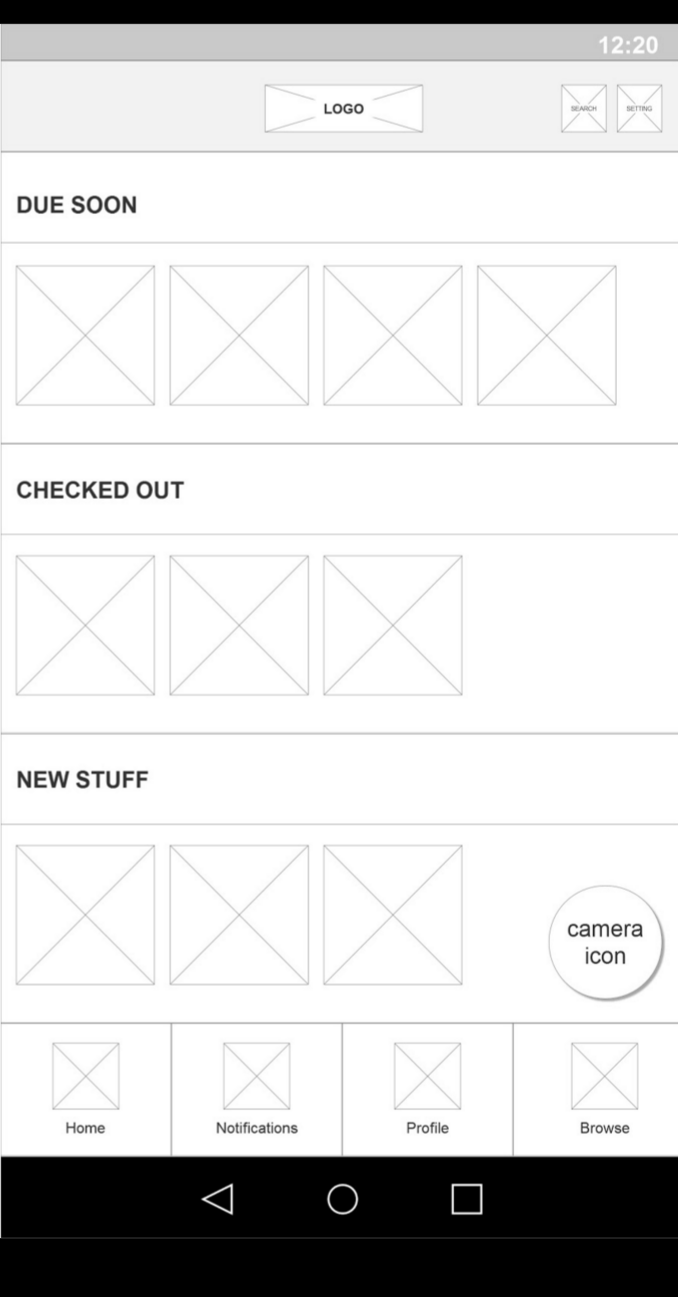 12:20
LOGO
SEARCH
SETTING
DUE SOON
CHECKED OUT
NEW STUFF
camera
icon
Home
Notifications
Profile
Browse